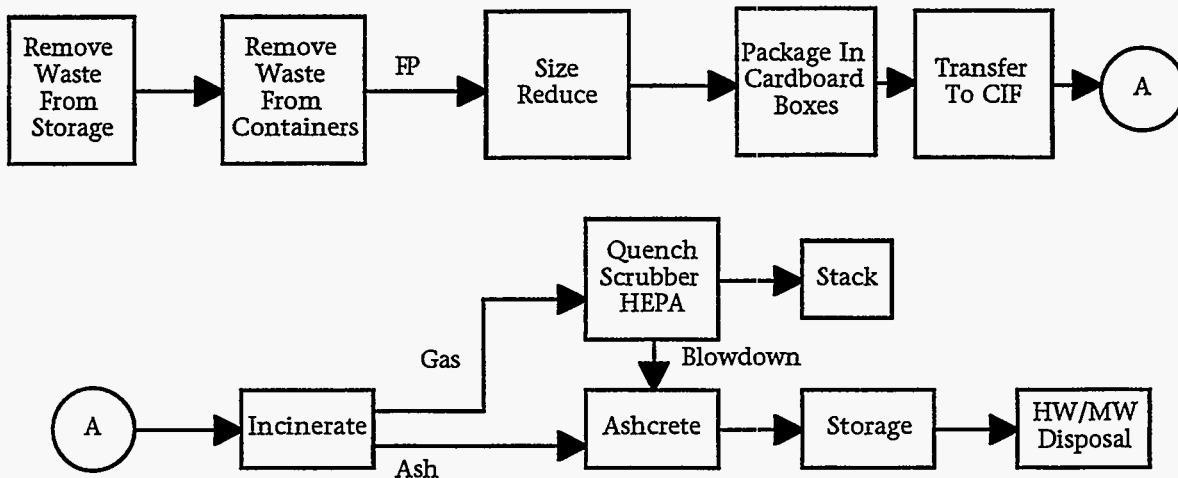 Remove
Waste
From
Storage
Remove
Waste
From
Containers
FP
Size
Reduce
Package In
Cardboard
Boxes
Transfer
To CIF
A
Quench
Scrubber
HEPA
Stack
Gas
Blowdown
A
Incinerate
Ash
Ashcrete
Storage
HW/MW
Disposal